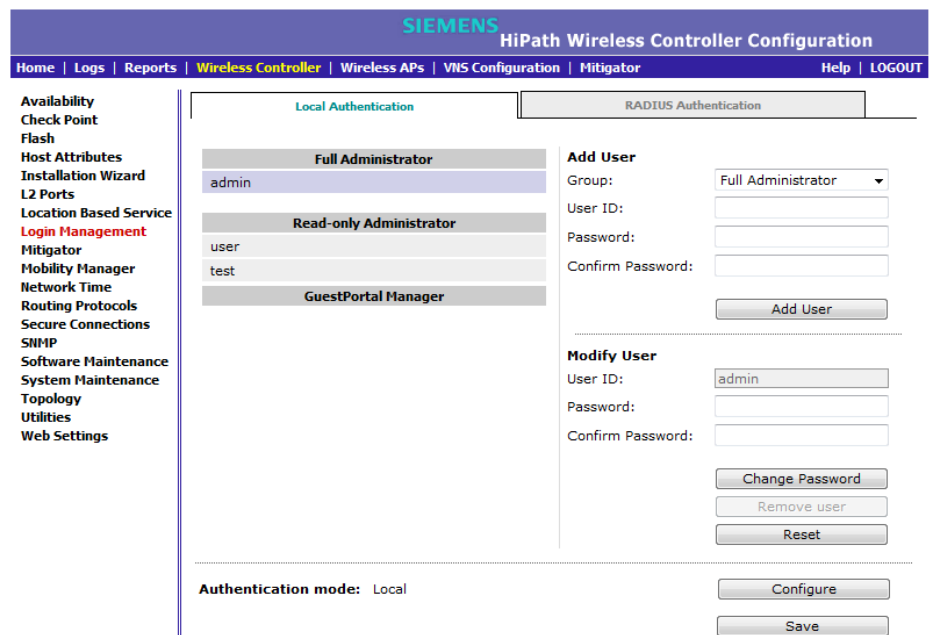 SIEMENS
HiPath Wireless Controller Configuration
Home | Logs | Reports | Wireless Controller | Wireless APs | VNS Configuration | Mitigator Help | LOGOUT
Availability
Check Point
Flash
Host Attributes
Installation Wizard
L2 Ports
Location Based Service
Login Management
Mitigator
Mobility Manager
Network Time
Routing Protocols
Secure Connections
SNMP
Software Maintenance
System Maintenance
Topology
Utilities
Web Settings
Local Authentication
RADIUS Authentication
Full Administrator
admin
Read-only Administrator
user
test
GuestPortal Manager
Add User
Group: Full Administrator
User ID:
Password:
Confirm Password:
Add User
Modify User
User ID: admin
Password:
Confirm Password:
Change Password
Remove user
Reset
Authentication mode: Local
Configure
Save